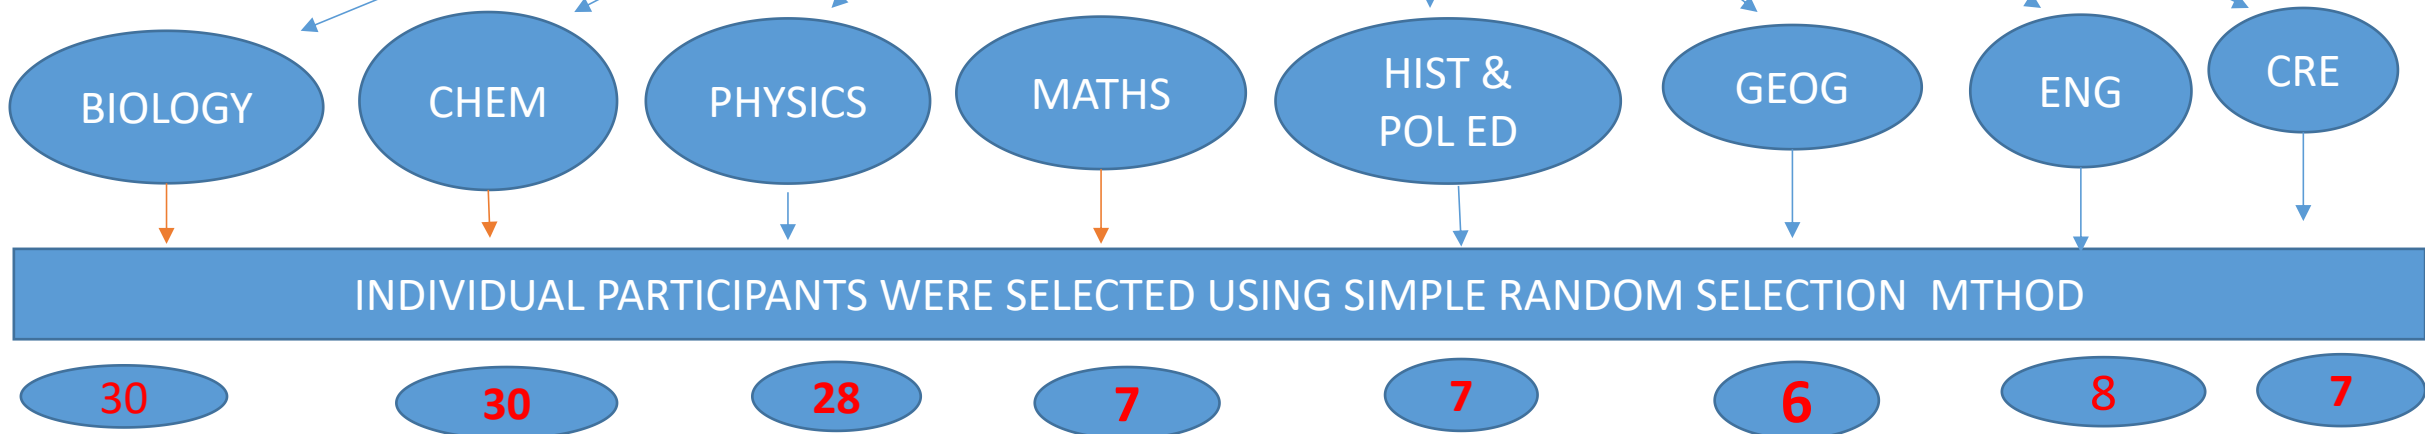 BIOLOGY
CHEM
PHYSICS
MATHS
HIST &
POL ED
GEOG
ENG
CRE
INDIVIDUAL PARTICIPANTS WERE SELECTED USING SIMPLE RANDOM SELECTION  MTHOD
30
30
28
7
7
6
8
7